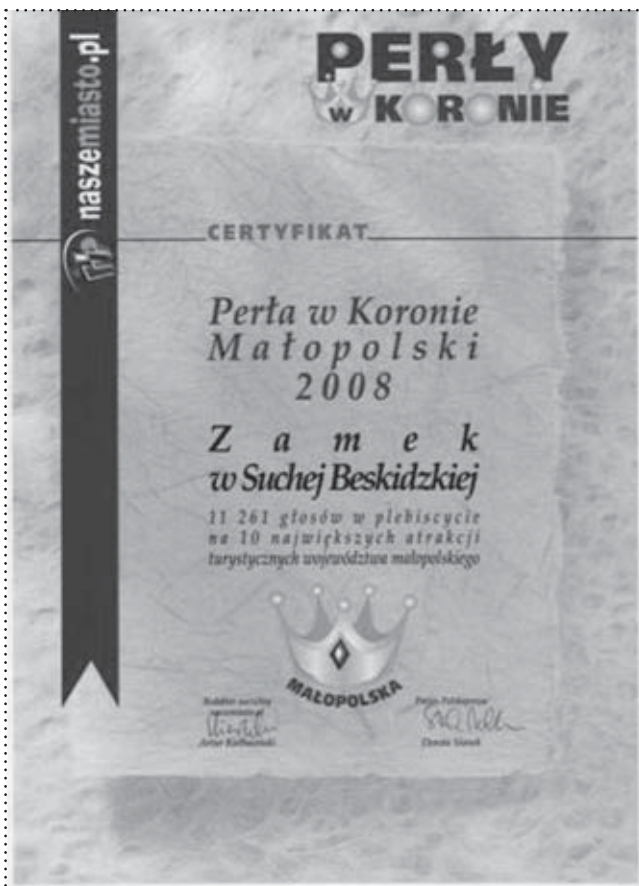 naszemiasto.pl
PERŁY
W KORONIE
CERTYFIKAT
Perła w Koronie
Małopolski
2008
Zamek
w Suchej Beskidzkiej
11 261 głosów w plebiscycie
na 10 największych atrakcji
turystycznych województwa małopolskiego
MAŁOPOLSKA